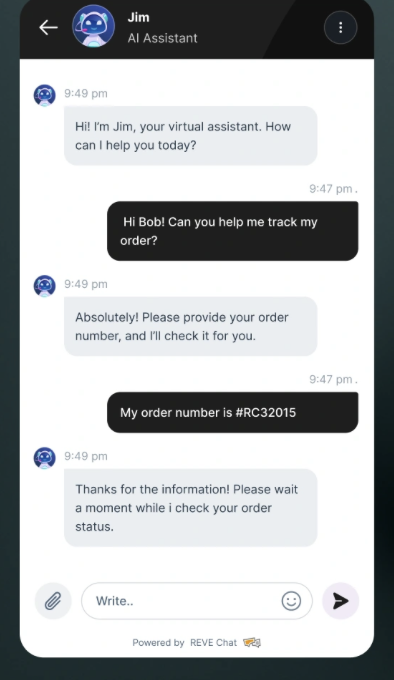 Jim
AI Assistant
9:49 pm
Hi! I'm Jim, your virtual assistant. How
can I help you today?
9:47 pm .
Hi Bob! Can you help me track my
order?
9:49 pm
Absolutely! Please provide your order
number, and I'll check it for you.
9:47 pm .
My order number is #RC32015
9:49 pm
Thanks for the information! Please wait
a moment while i check your order
status.
Write..
Powered by REVE Chat